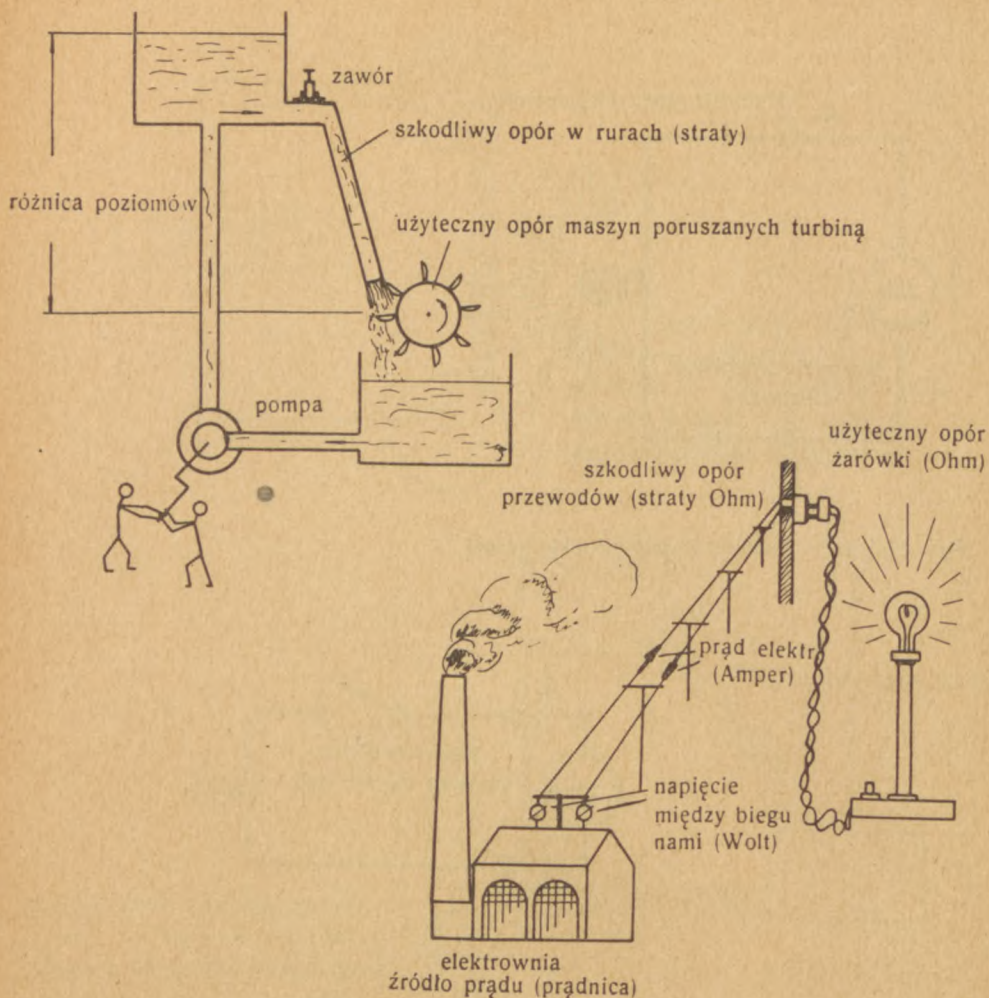 zawór
szkodliwy opór w rurach (straty)
różnica poziomów
użyteczny opór maszyn poruszanych turbiną
pompa
użyteczny opór
żarówki (Ohm)
szkodliwy opór
przewodów (straty Ohm)
prąd elektr
(Amper)
napięcie
między biegu
nami (Wolt)
elektrownia
źródło prądu (prądnica)